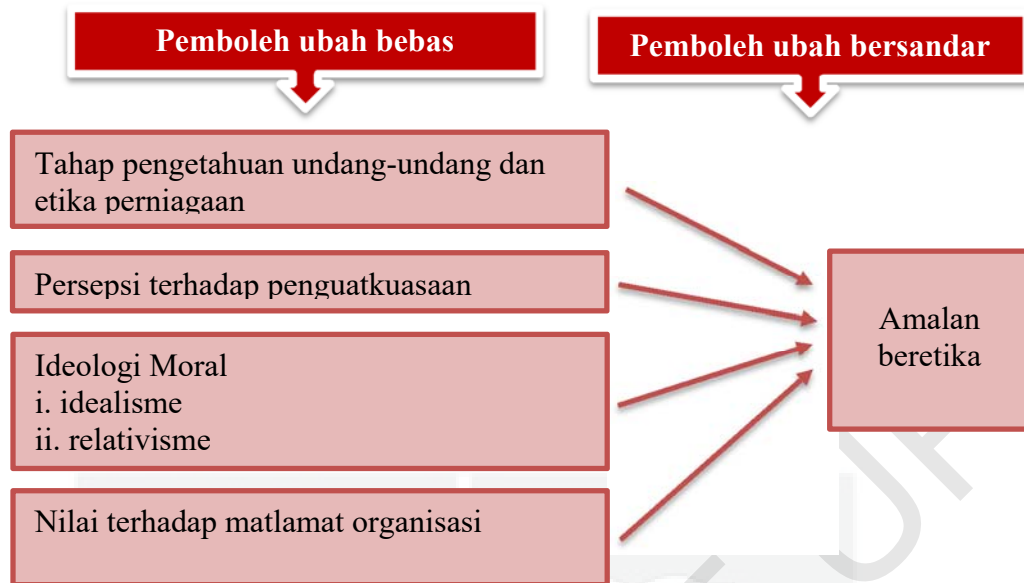 Pemboleh ubah bebas
Pemboleh ubah bersandar
Tahap pengetahuan undang-undang dan
etika perniagaan
Persepsi terhadap penguatkuasaan
Ideologi Moral
i. idealisme
ii. relativisme
Nilai terhadap matlamat organisasi
Amalan
beretika